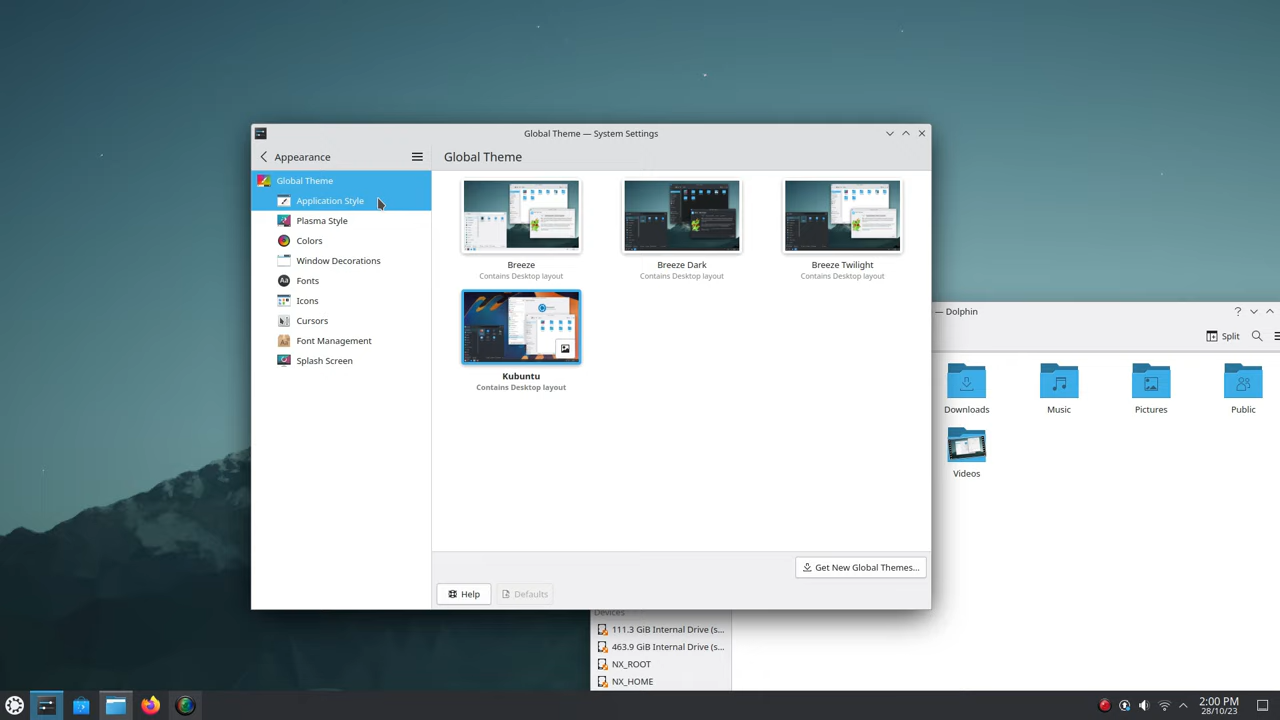 Global Theme — System Settings
Appearance
Global Theme
Global Theme
Application Style
Plasma Style
Colors
Window Decorations
Fonts
Icons
Cursors
Font Management
Splash Screen
Breeze
Contains Desktop layout
Breeze Dark
Contains Desktop layout
Breeze Twilight
Contains Desktop layout
Kubuntu
Contains Desktop layout
Get New Global Themes...
Help
Defaults
— Dolphin
Split
Downloads
Music
Pictures
Public
Videos
Devices
111.3 GiB Internal Drive (s...
463.9 GiB Internal Drive (s...
NX_ROOT
NX_HOME
2:00 PM
28/10/23